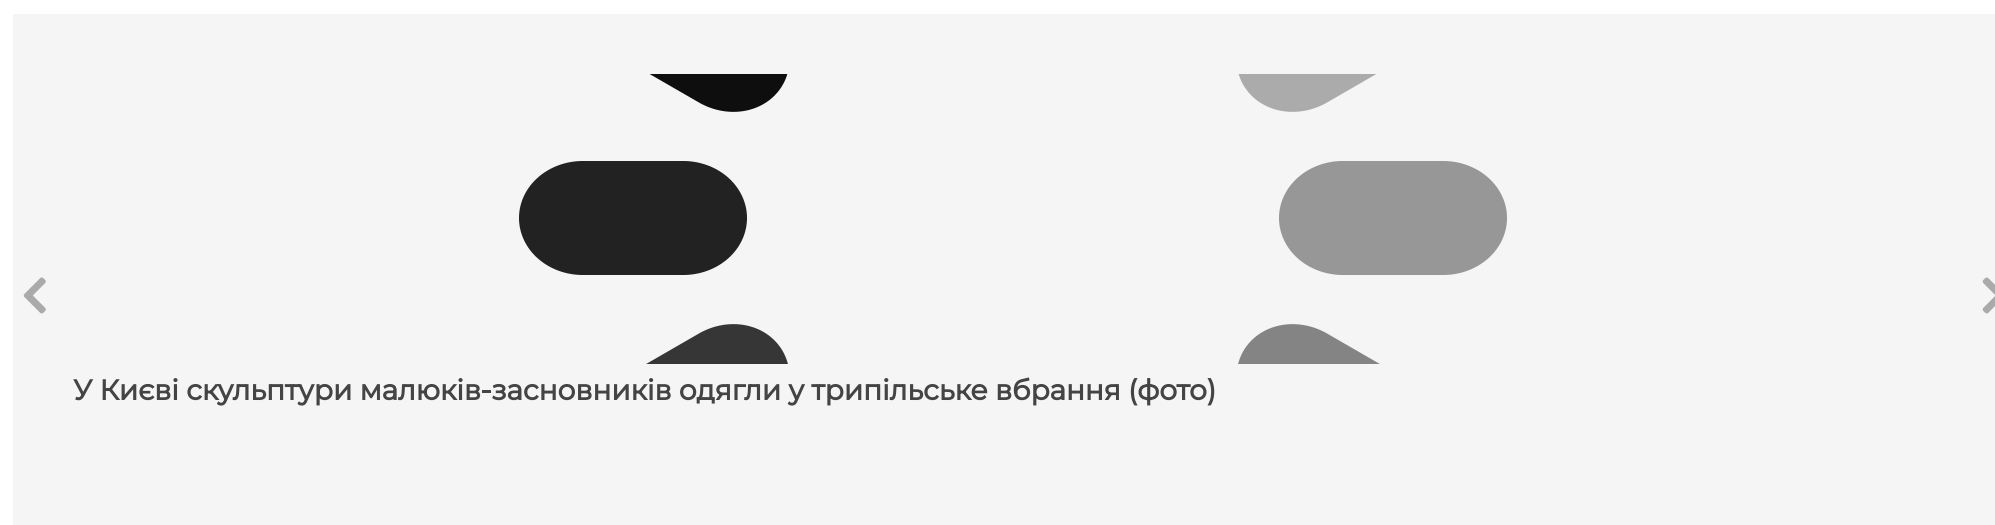 У Києві скульптури малюків-засновників одягли у трипільське вбрання (фото)